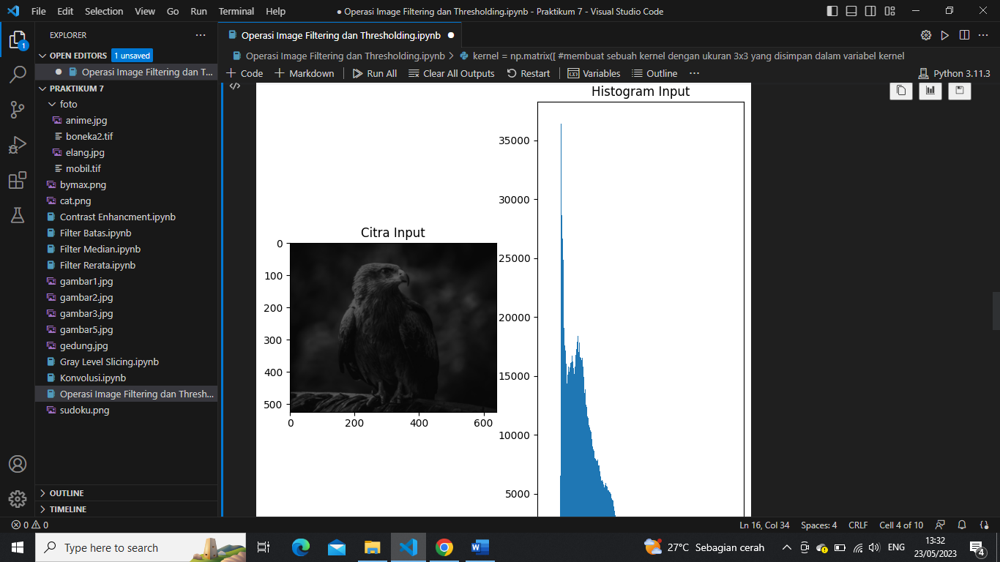 File Edit Selection View Go Run Terminal Help
● Operasi Image Filtering dan Thresholding.ipynb - Praktikum 7 - Visual Studio Code
EXPLORER
OPEN EDITORS 1 unsaved
Operasi Image Filtering dan T...
PRAKTIKUM 7
foto
anime.jpg
boneka2.tif
elang.jpg
mobil.tif
bymax.png
cat.png
Contrast Enhancment.ipynb
Filter Batas.ipynb
Filter Median.ipynb
Filter Rerata.ipynb
gambar1.jpg
gambar2.jpg
gambar3.jpg
gambar5.jpg
gedung.jpg
Gray Level Slicing.ipynb
Konvolusi.ipynb
Operasi Image Filtering dan Thresh...
sudoku.png
OUTLINE
TIMELINE
1
Operasi Image Filtering dan Thresholding.ipynb ●
Operasi Image Filtering dan Thresholding.ipynb > kernel = np.matrix([ #membuat sebuah kernel dengan ukuran 3x3 yang disimpan dalam variabel kernel
+ Code + Markdown Run All Clear All Outputs Restart Variables Outline ... Python 3.11.3
Citra Input
0
100
200
300
400
500
0 200 400 600
Histogram Input
35000
30000
25000
20000
15000
10000
5000
0 0 Ln 16, Col 34 Spaces: 4 CRLF Cell 4 of 10
Type here to search
27°C Sebagian cerah
ENG
13:32
23/05/2023
4